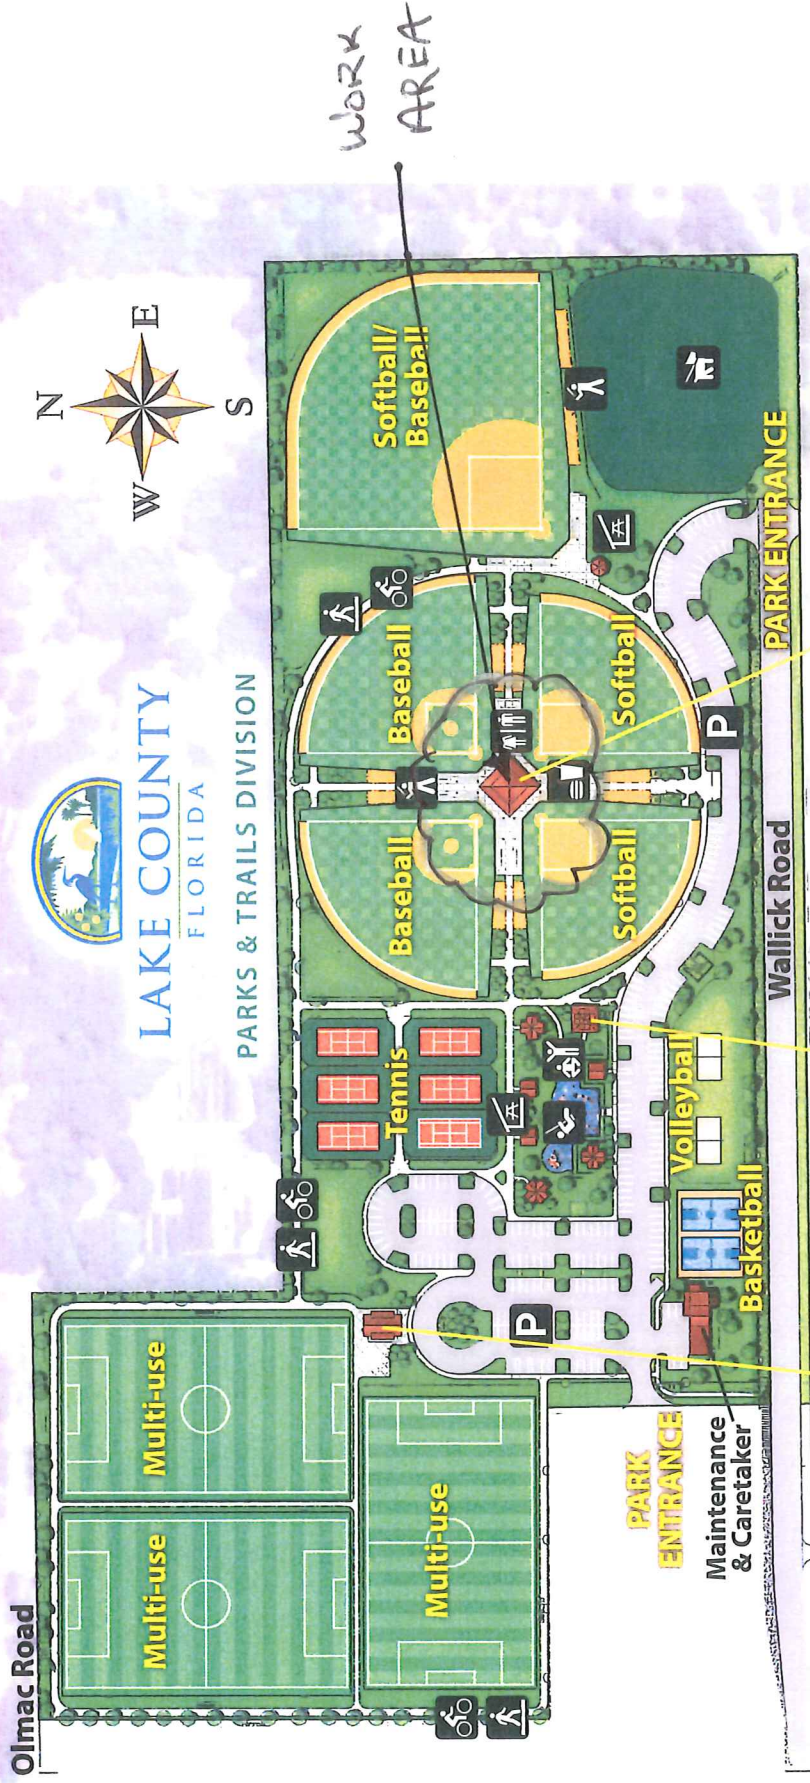 WORK
AREA
N
W
E
S
LAKE COUNTY
FLORIDA
PARKS & TRAILS DIVISION
Olmac Road
Multi-use
Multi-use
Multi-use
Tennis
Baseball
Baseball
Softball/
Baseball
Softball
Softball
P
P
Volleyball
Basketball
PARK ENTRANCE
PARK
ENTRANCE
Maintenance
& Caretaker
Wallick Road